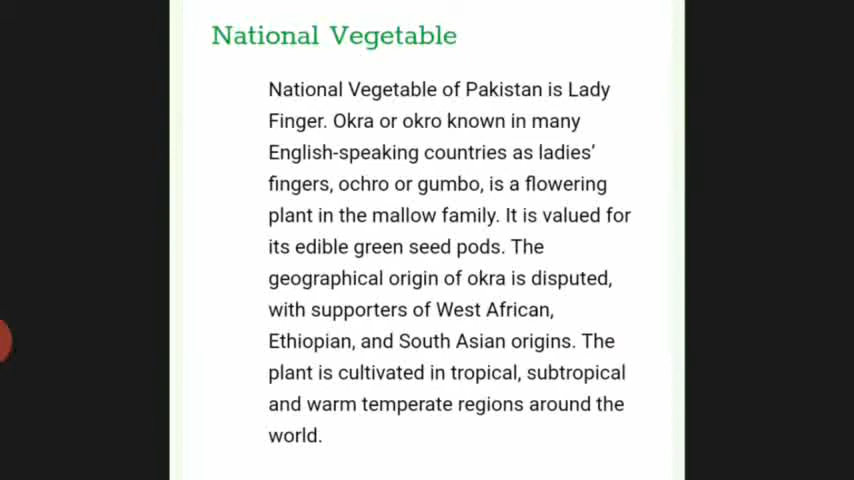 National Vegetable
National Vegetable of Pakistan is Lady
Finger. Okra or okro known in many
English-speaking countries as ladies’
fingers, ochro or gumbo, is a flowering
plant in the mallow family. It is valued for
its edible green seed pods. The
geographical origin of okra is disputed,
with supporters of West African,
Ethiopian, and South Asian origins. The
plant is cultivated in tropical, subtropical
and warm temperate regions around the
world.